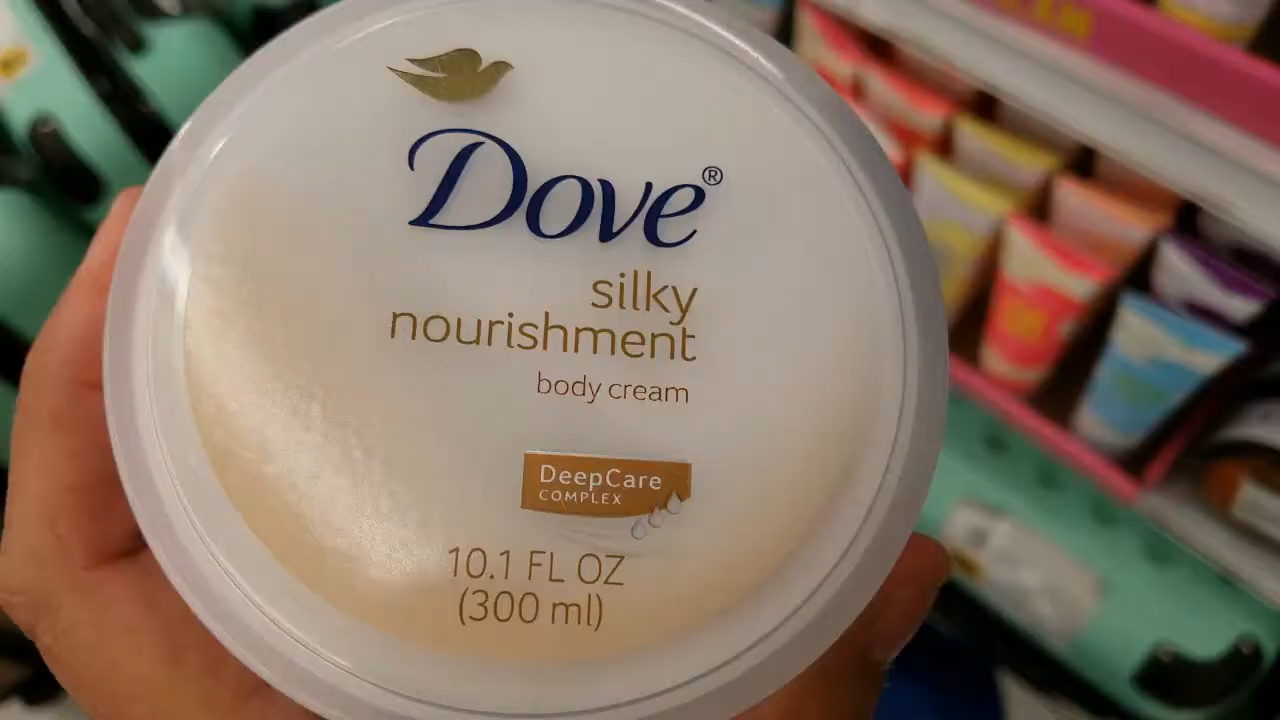 Dove®
silky
nourishment
body cream
DeepCare
COMPLEX
10.1 FL OZ
(300 ml)